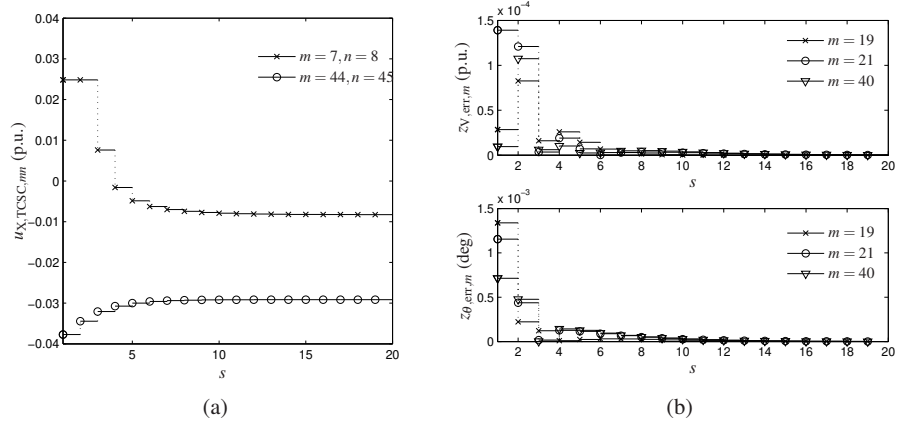 0.04
0.03
0.02
0.01
0
−0.01
−0.02
−0.03
−0.04
5 10 15 20
s
u_{X,TCSC,mn} (p.u.)
m = 7, n = 8
m = 44, n = 45
(a)
1.5 x 10^{-4}
1
0.5
0
2 4 6 8 10 12 14 16 18 20
s
z_{V,err,m} (p.u.)
m = 19
m = 21
m = 40
1.5 x 10^{-3}
1
0.5
0
2 4 6 8 10 12 14 16 18 20
s
z_{θ,err,m} (deg)
m = 19
m = 21
m = 40
(b)